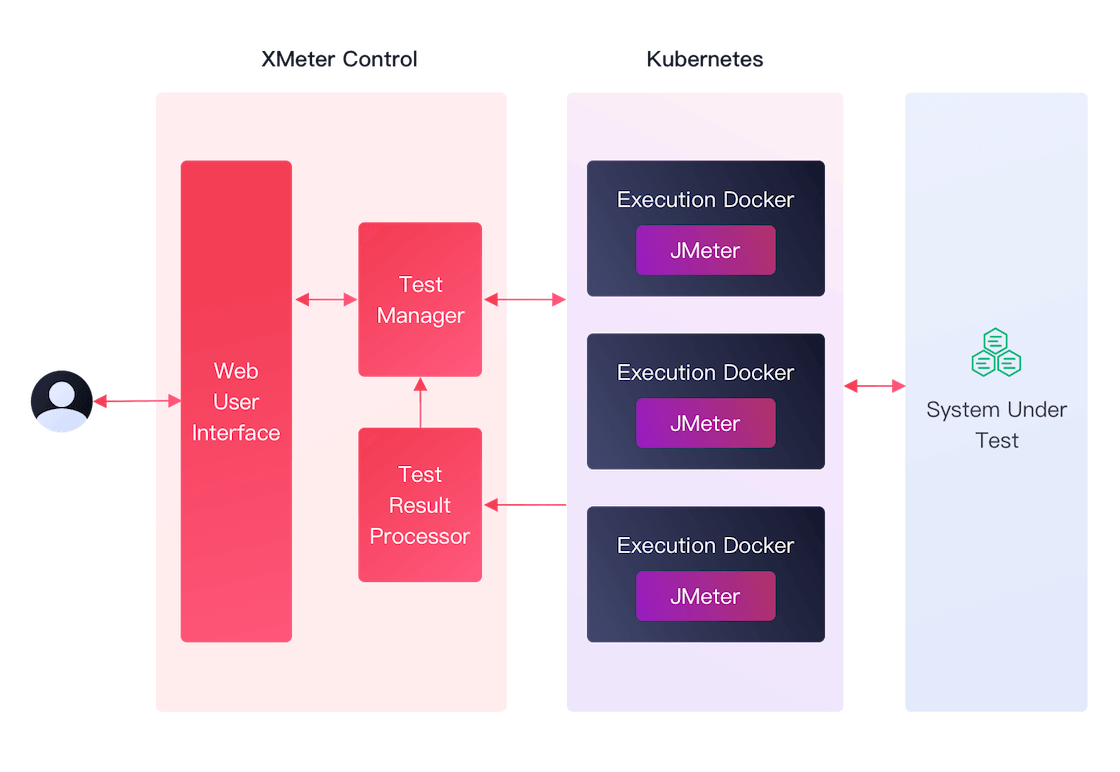 XMeter Control
Kubernetes
Web
User
Interface
Test
Manager
Test
Result
Processor
Execution Docker
JMeter
Execution Docker
JMeter
Execution Docker
JMeter
System Under
Test